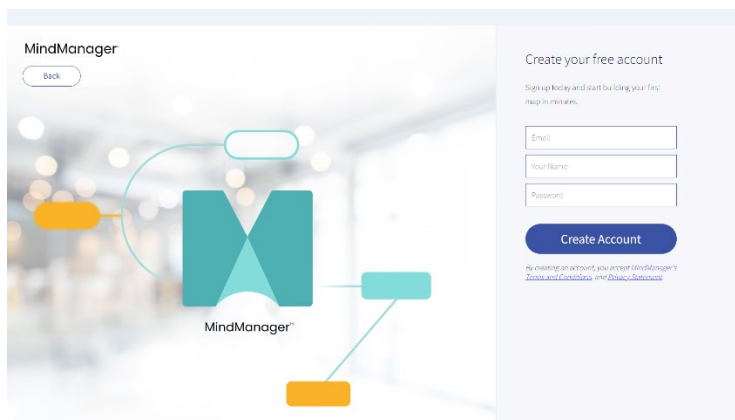 MindManager
Back
MindManager™
Create your free account
Sign up today and start building your first
map in minutes.
Email
Your Name
Password
Create Account
By creating an account, you accept MindManager's
Terms and Conditions, and Privacy Statement.